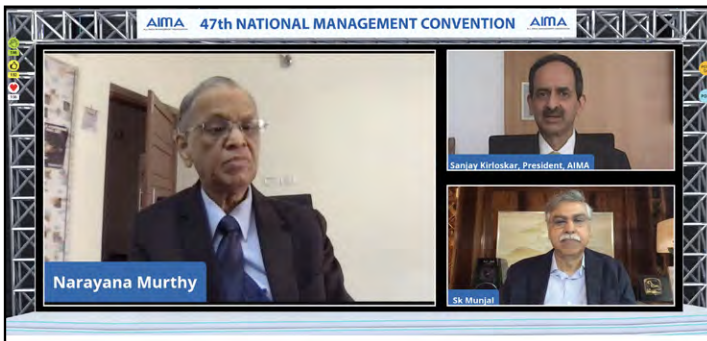 AIMA 47th NATIONAL MANAGEMENT CONVENTION AIMA
Narayana Murthy
Sanjay Kirloskar, President, AIMA
Sk Munjal